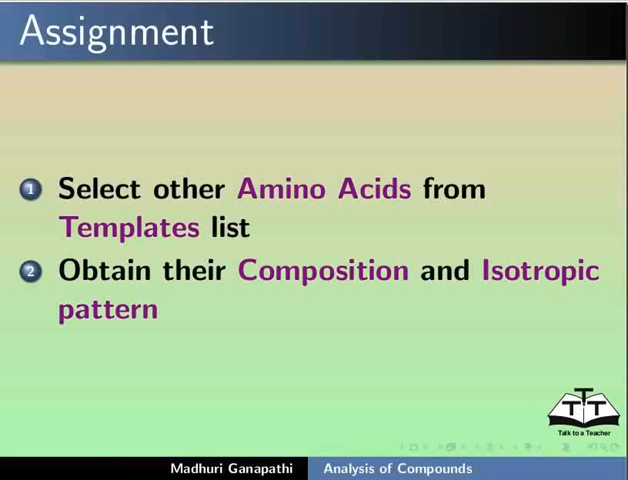 Assignment
1 Select other Amino Acids from
Templates list
2 Obtain their Composition and Isotropic
pattern
TTT
Talk to a Teacher
Madhuri Ganapathi Analysis of Compounds